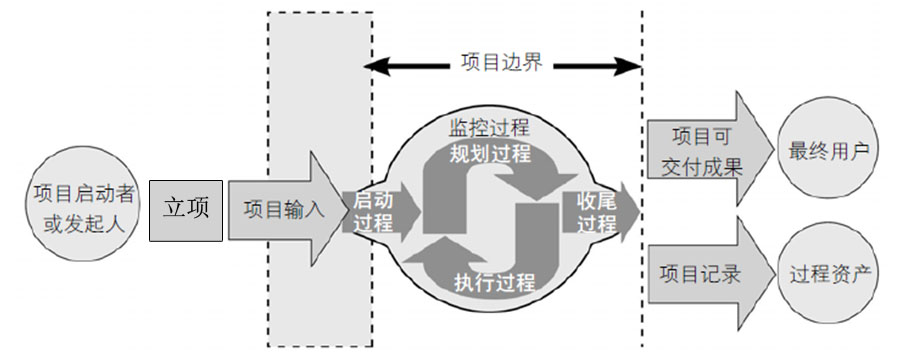 项目边界
项目启动者
或发起人
立项
项目输入
启动
过程
监控过程
规划过程
执行过程
收尾
过程
项目可
交付成果
最终用户
项目记录
过程资产